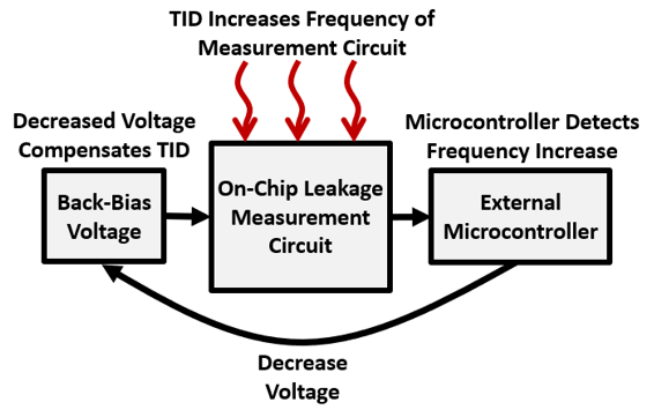 TID Increases Frequency of
Measurement Circuit
Decreased Voltage
Compensates TID
Microcontroller Detects
Frequency Increase
Back-Bias
Voltage
On-Chip Leakage
Measurement
Circuit
External
Microcontroller
Decrease
Voltage